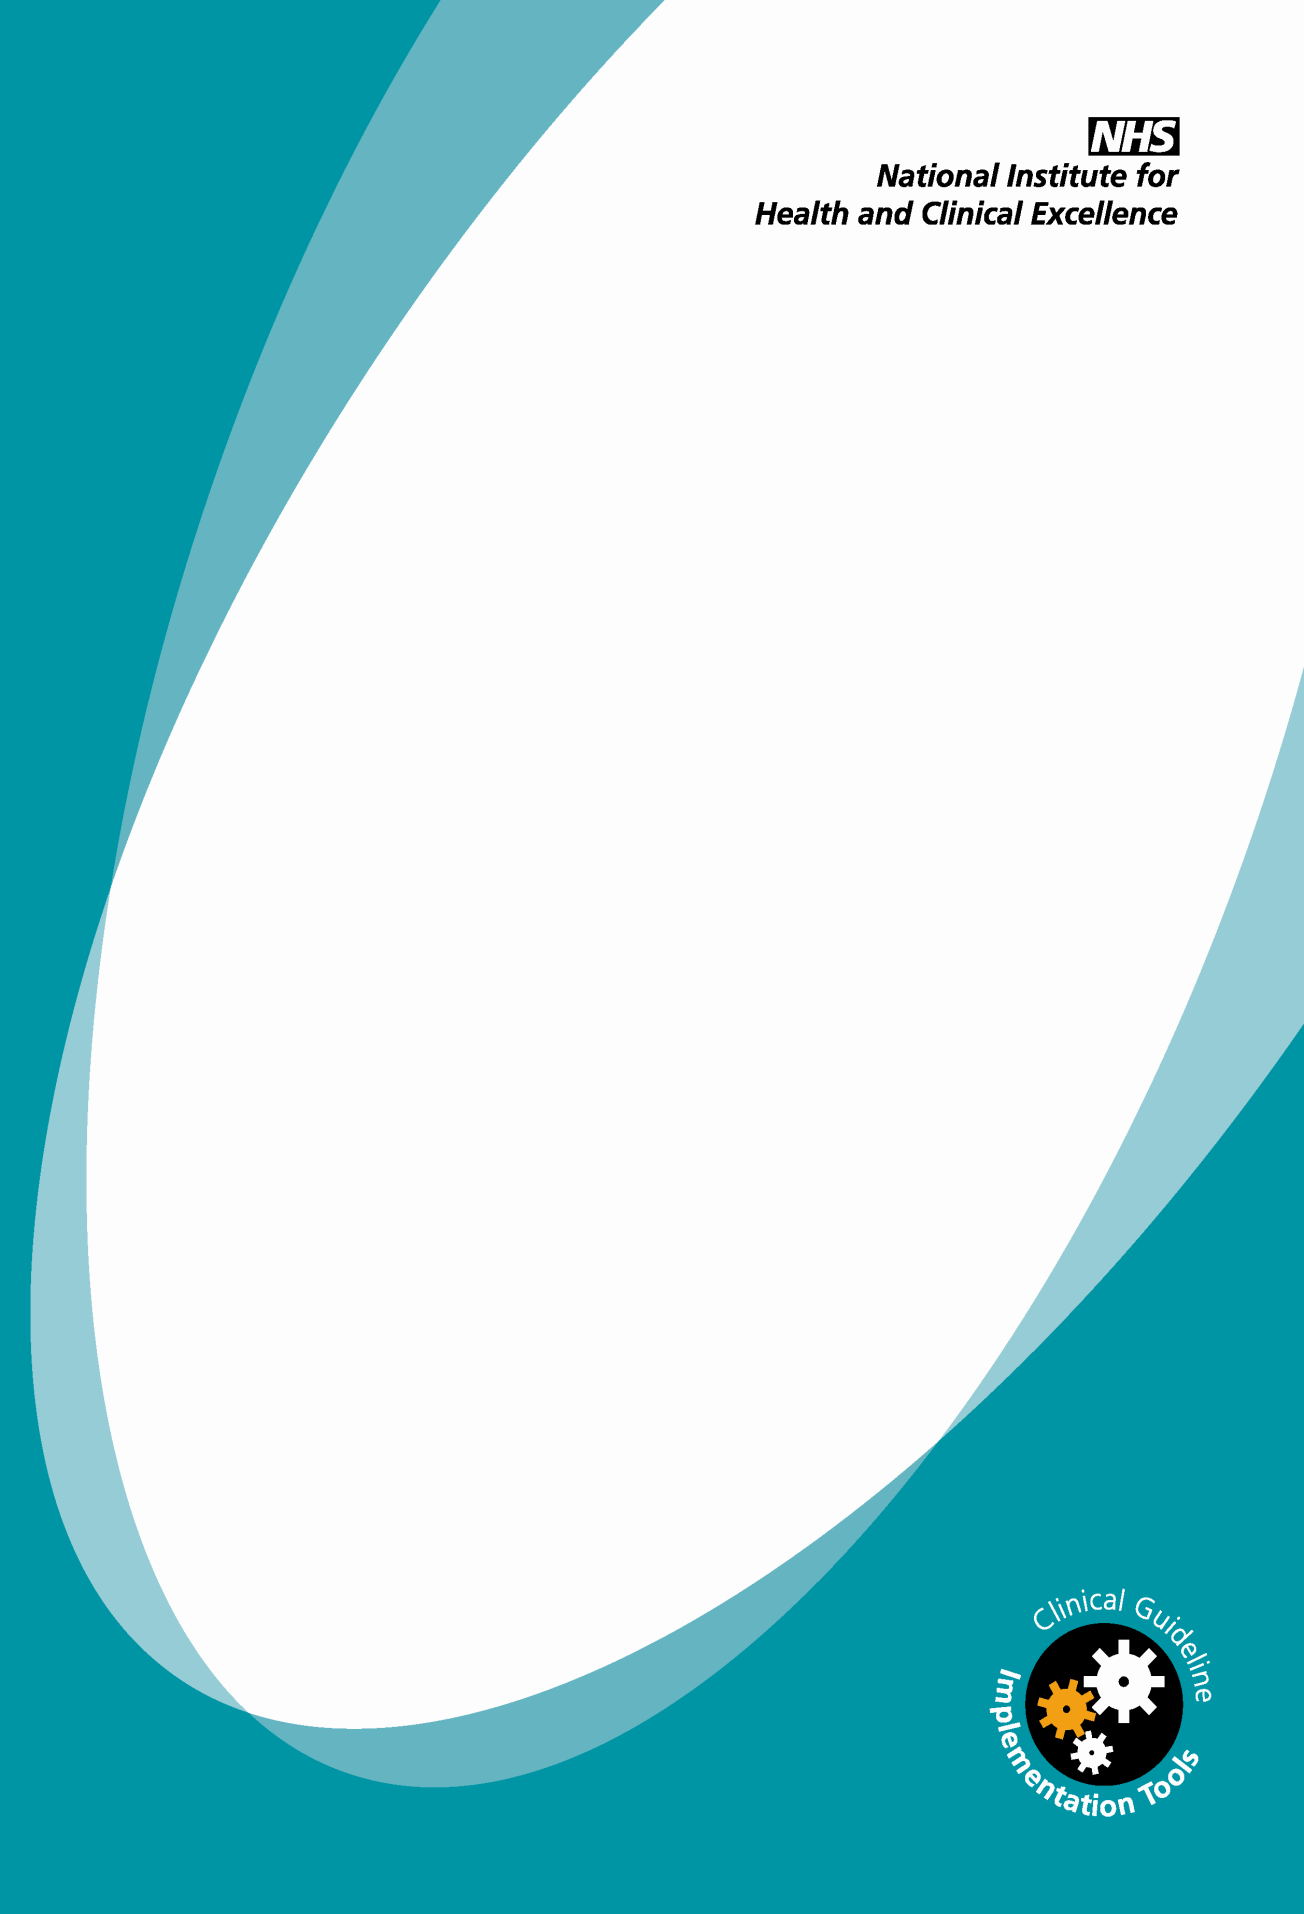 NHS
National Institute for
Health and Clinical Excellence
Clinical Guideline
Implementation Tools